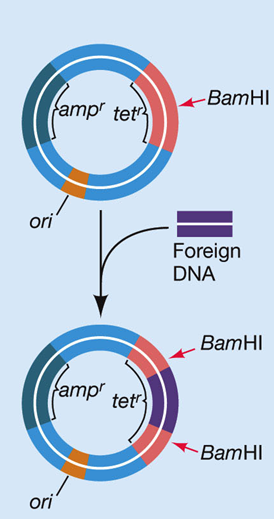 BamHI
ampʳ
tetʳ
ori
Foreign
DNA
BamHI
ampʳ
tetʳ
BamHI
ori